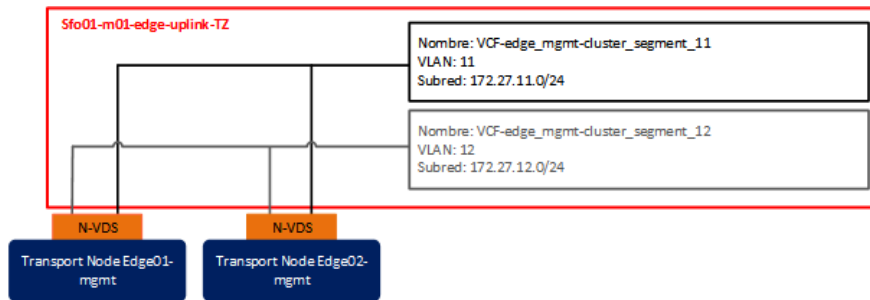 Sfo01-m01-edge-uplink-TZ
Nombre: VCF-edge_mgmt-cluster_segment_11
VLAN: 11
Subred: 172.27.11.0/24
Nombre: VCF-edge_mgmt-cluster_segment_12
VLAN: 12
Subred: 172.27.12.0/24
N-VDS
Transport Node Edge01-
mgmt
N-VDS
Transport Node Edge02-
mgmt